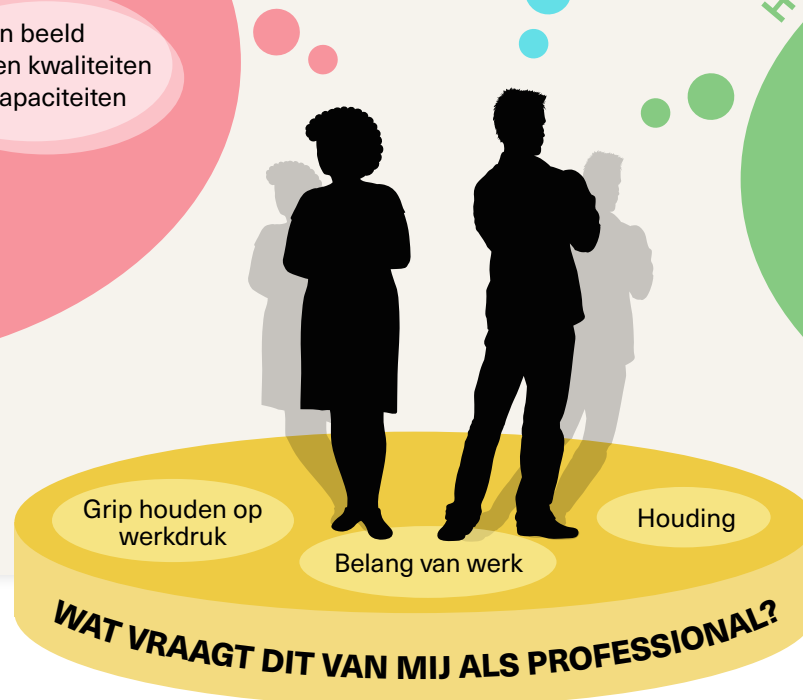 n beeld
en kwaliteiten
apaciteiten
H
Grip houden op
werkdruk
Belang van werk
Houding
WAT VRAAGT DIT VAN MIJ ALS PROFESSIONAL?